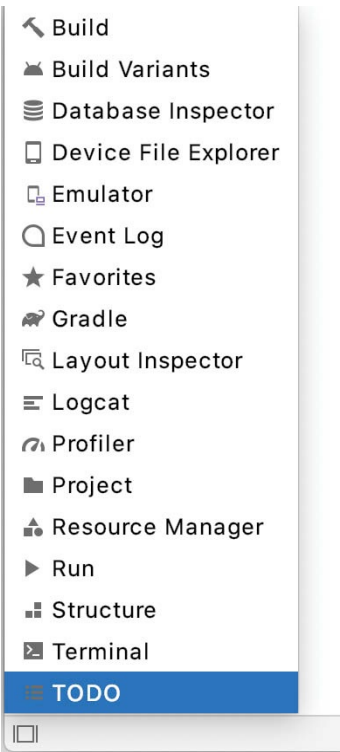 Build
Build Variants
Database Inspector
Device File Explorer
Emulator
Event Log
Favorites
Gradle
Layout Inspector
Logcat
Profiler
Project
Resource Manager
Run
Structure
Terminal
TODO